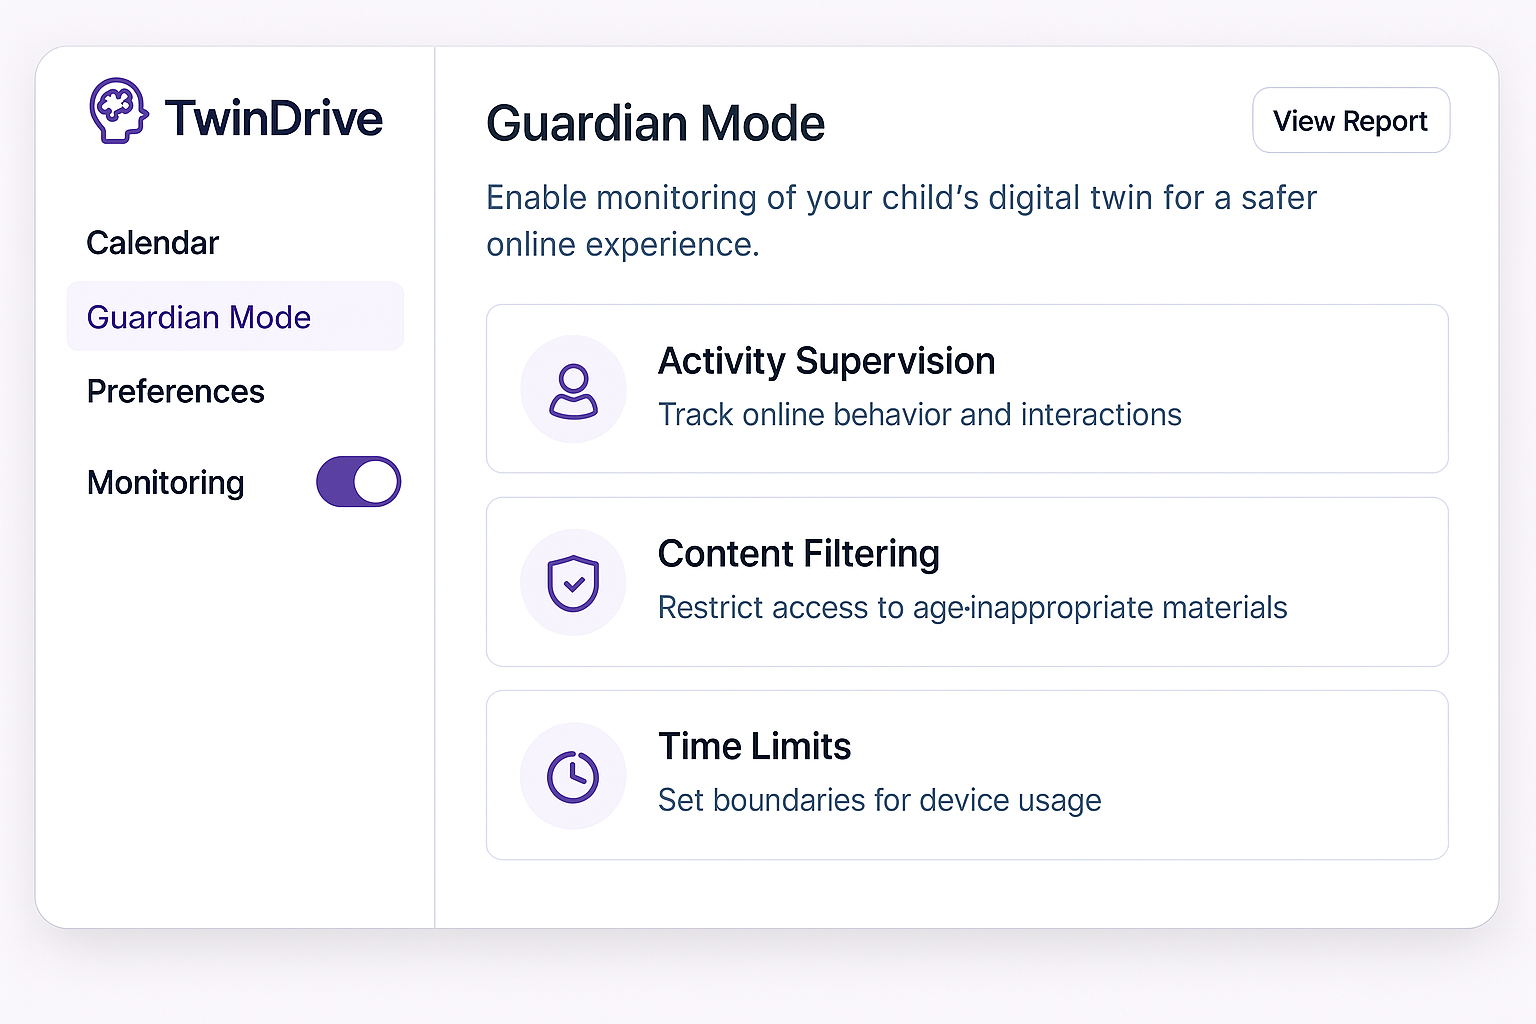 TwinDrive
Calendar
Guardian Mode
Preferences
Monitoring
Guardian Mode
View Report
Enable monitoring of your child’s digital twin for a safer
online experience.
Activity Supervision
Track online behavior and interactions
Content Filtering
Restrict access to age·inappropriate materials
Time Limits
Set boundaries for device usage